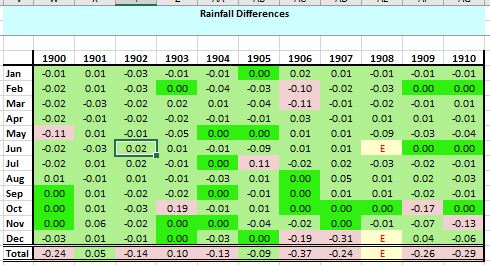 Rainfall Differences
1900 1901 1902 1903 1904 1905 1906 1907 1908 1909 1910
Jan -0.01 0.01 -0.03 -0.01 -0.01 0.00 0.02 0.01 -0.01 -0.01 -0.01
Feb -0.02 0.01 -0.03 0.00 -0.04 -0.03 -0.10 -0.02 -0.03 0.00 0.00
Mar -0.02 -0.03 -0.02 0.02 0.01 -0.04 -0.11 -0.01 -0.02 -0.01 0.01
Apr -0.02 0.01 -0.02 -0.02 -0.01 -0.01 0.03 -0.01 0.01 0.01 -0.01
May -0.11 0.01 -0.01 -0.05 0.00 0.00 0.01 0.01 -0.09 -0.03 -0.04
Jun -0.02 -0.03 0.02 0.01 -0.01 -0.09 0.01 0.01 E 0.00 0.00
Jul -0.02 0.01 0.02 -0.01 0.00 0.11 -0.02 0.02 -0.03 -0.02 -0.01
Aug 0.01 -0.01 0.01 -0.01 -0.03 0.01 0.00 0.05 0.01 0.02 -0.03
Sep 0.00 0.01 -0.02 -0.02 0.00 -0.01 0.00 0.01 0.01 -0.02 -0.01
Oct 0.00 0.01 -0.03 0.19 -0.01 0.01 0.00 0.00 0.00 -0.17 0.00
Nov 0.00 0.06 -0.02 0.00 0.00 -0.04 -0.02 0.00 -0.01 -0.07 -0.13
Dec -0.03 0.01 -0.01 0.00 -0.03 0.00 -0.19 -0.31 E 0.04 -0.06
Total -0.24 0.05 -0.14 0.10 -0.13 -0.09 -0.37 -0.24 E -0.26 -0.29